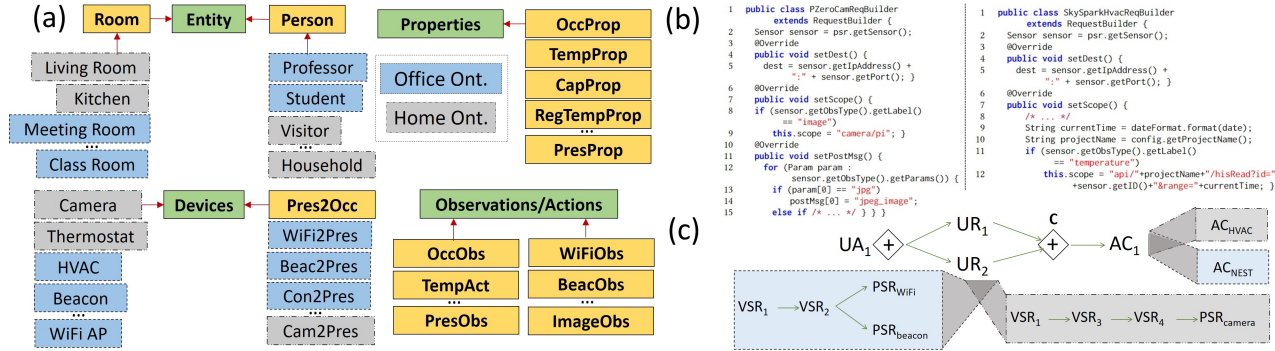 (a)
Room
Entity
Person
Living Room
Kitchen
Meeting Room
...
Class Room
Professor
Student
Visitor
...
Household
Properties
Office Ont.
Home Ont.
OccProp
TempProp
CapProp
RegTempProp
...
PresProp
Camera
Thermostat
HVAC
Beacon
...
WiFi AP
Devices
Pres2Occ
WiFi2Pres
Beac2Pres
Con2Pres
...
Cam2Pres
Observations/Actions
OccObs
TempAct
...
PresObs
WiFiObs
BeacObs
...
ImageObs
(b)
1 public class PZeroCamReqBuilder
extends RequestBuilder {
2 Sensor sensor = psr.getSensor();
3 @Override
4 public void setDest() {
5 dest = sensor.getIpAddress() +
":" + sensor.getPort(); }
6 @Override
7 public void setScope() {
8 if (sensor.getObsType().getLabel()
== "image")
9 this.scope = "camera/pi"; }
10 @Override
11 public void setPostMsg() {
12 for (Param param :
sensor.getObsType().getParams()) {
13 if (param[0] == "jpg")
14 postMsg[0] = "jpeg_image";
15 else if /* ... */ } } }
1 public class SkySparkHvacReqBuilder
extends RequestBuilder {
2 Sensor sensor = psr.getSensor();
3 @Override
4 public void setDest() {
5 dest = sensor.getIpAddress() +
":" + sensor.getPort(); }
6 @Override
7 public void setScope() {
8 /* ... */
9 String currentTime = dateFormat.format(date);
10 String projectName = config.getProjectName();
11 if (sensor.getObsType().getLabel()
== "temperature")
12 this.scope = "api/"+projectName+"/hisRead?id="
+sensor.getID()+"&range="+currentTime; }
(c)
UA1
+
UR1
UR2
C
+
AC1
ACHVAC
ACNEST
VSR1
VSR2
PSRWiFi
PSRbeacon
VSR1
VSR3
VSR4
PSRcamera